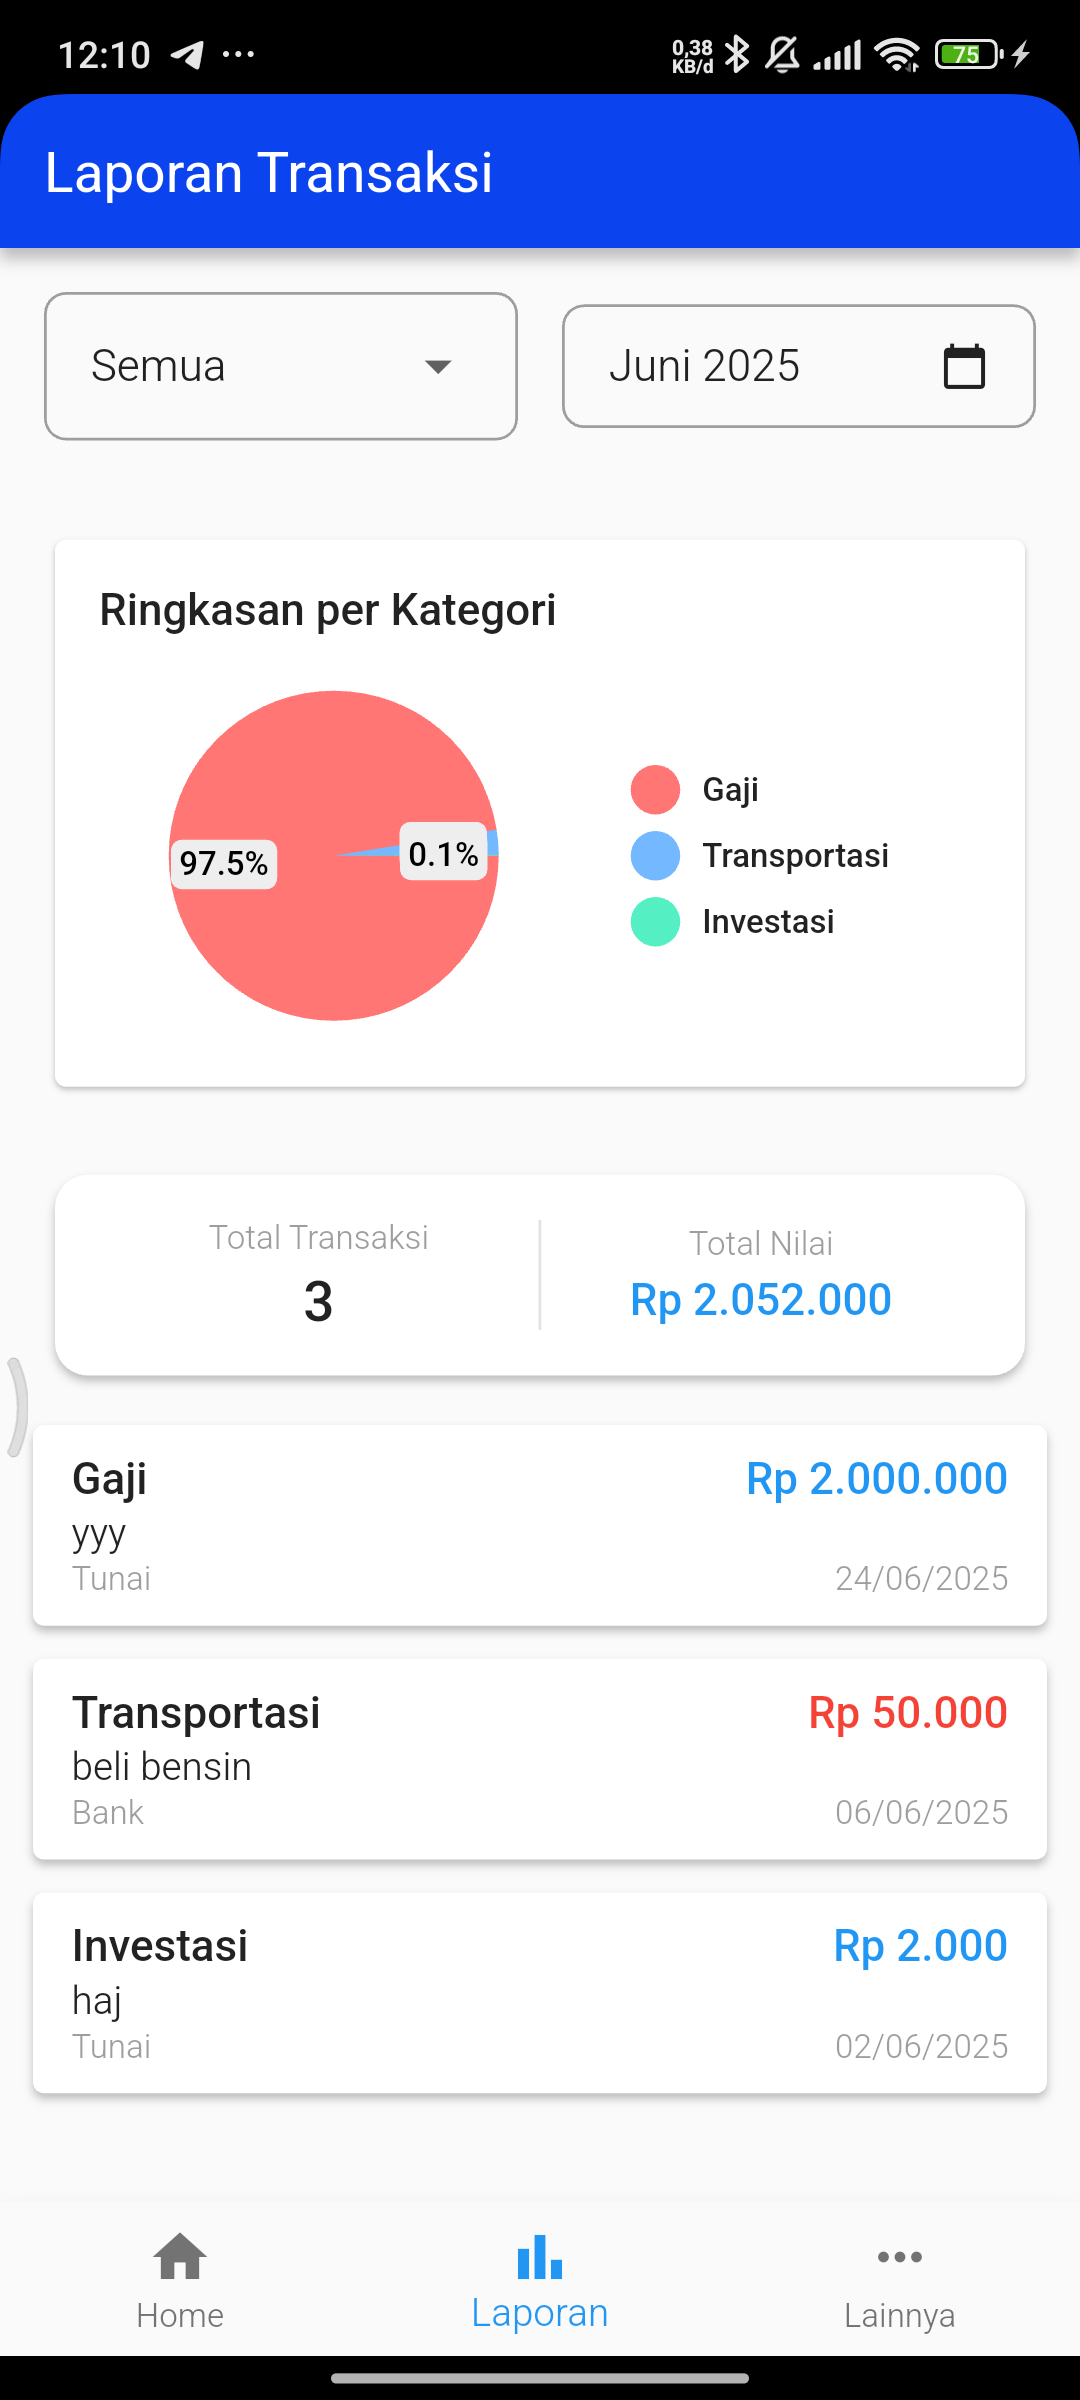 12:10
0,38
KB/d
75
Laporan Transaksi
Semua
Juni 2025
Ringkasan per Kategori
97.5%
0.1%
Gaji
Transportasi
Investasi
Total Transaksi
3
Total Nilai
Rp 2.052.000
Gaji
Rp 2.000.000
yyy
Tunai
24/06/2025
Transportasi
Rp 50.000
beli bensin
Bank
06/06/2025
Investasi
Rp 2.000
haj
Tunai
02/06/2025
Home
Laporan
Lainnya